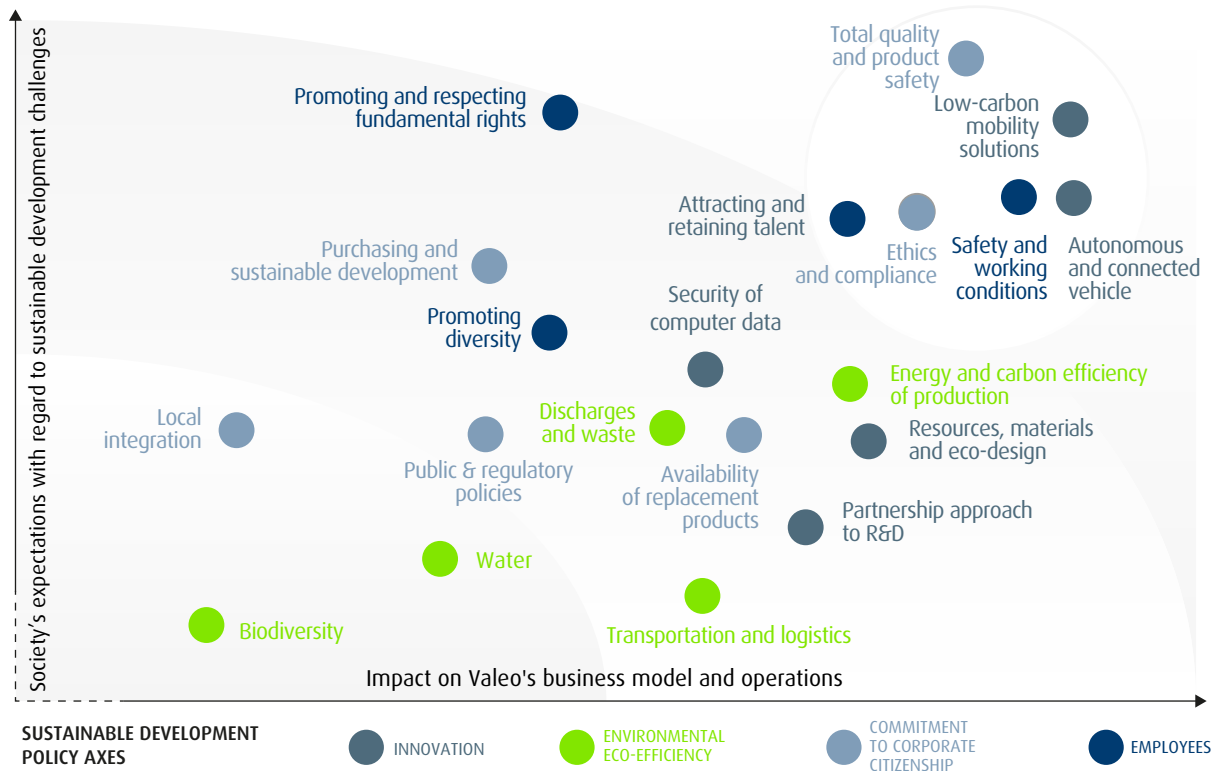 Society's expectations with regard to sustainable development challenges
Total quality
and product
safety
Promoting and respecting
fundamental rights
Low-carbon
mobility
solutions
Attracting and
retaining talent
Ethics
and compliance
Safety and
working
conditions
Autonomous
and connected
vehicle
Purchasing and
sustainable development
Security of
computer data
Promoting
diversity
Energy and carbon efficiency
of production
Local
integration
Discharges
and waste
Resources, materials
and eco-design
Public & regulatory
policies
Availability
of replacement
products
Partnership approach
to R&D
Water
Biodiversity
Transportation and logistics
Impact on Valeo's business model and operations
SUSTAINABLE DEVELOPMENT
POLICY AXES
INNOVATION
ENVIRONMENTAL
ECO-EFFICIENCY
COMMITMENT
TO CORPORATE
CITIZENSHIP
EMPLOYEES